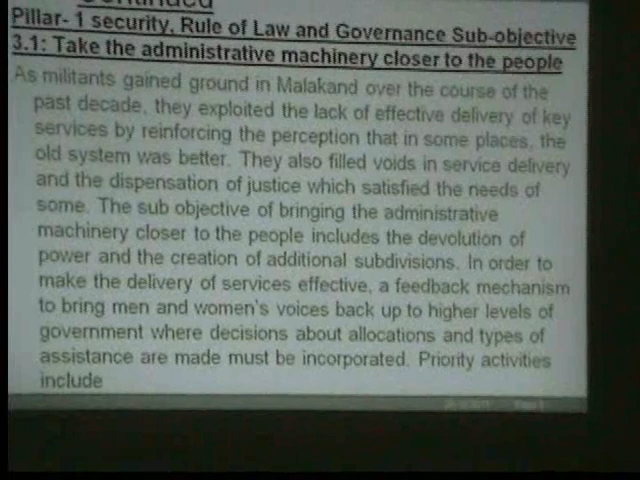 Continued
Pillar- 1 security, Rule of Law and Governance Sub-objective
3.1: Take the administrative machinery closer to the people
As militants gained ground in Malakand over the course of the
past decade, they exploited the lack of effective delivery of key
services by reinforcing the perception that in some places, the
old system was better. They also filled voids in service delivery
and the dispensation of justice which satisfied the needs of
some. The sub objective of bringing the administrative
machinery closer to the people includes the devolution of
power and the creation of additional subdivisions. In order to
make the delivery of services effective, a feedback mechanism
to bring men and women's voices back up to higher levels of
government where decisions about allocations and types of
assistance are made must be incorporated. Priority activities
include